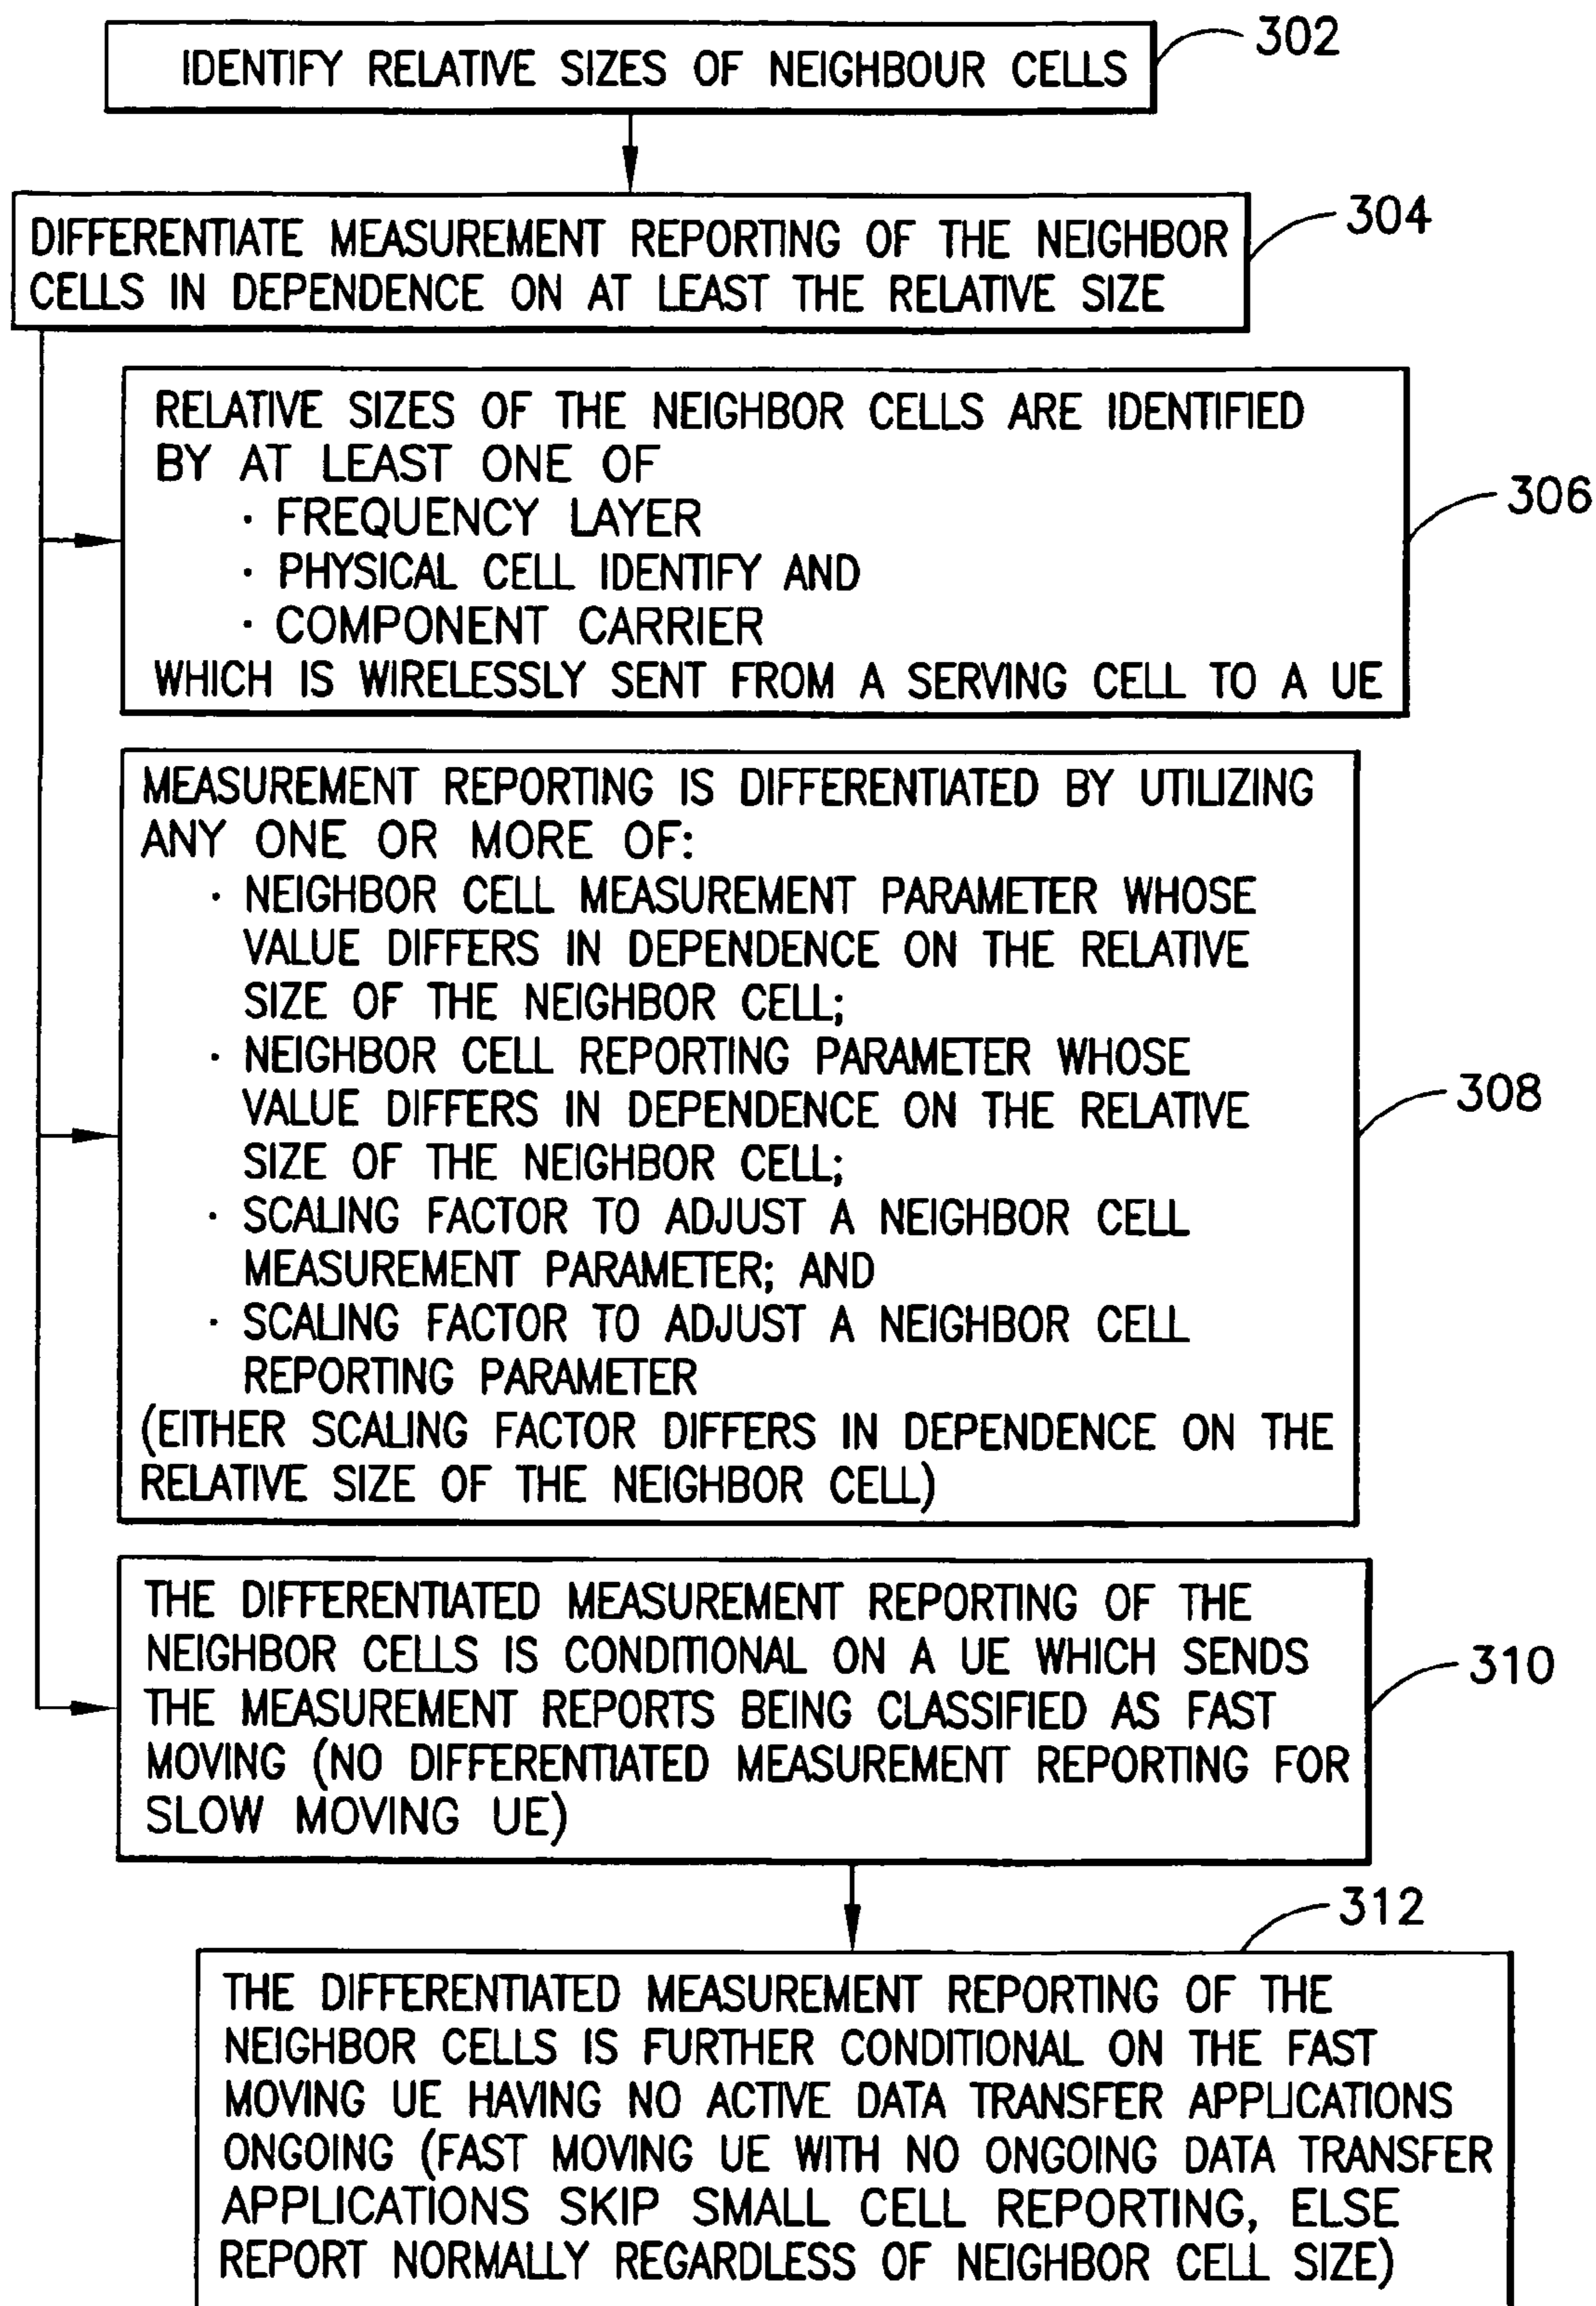 IDENTIFY RELATIVE SIZES OF NEIGHBOUR CELLS
302
DIFFERENTIATE MEASUREMENT REPORTING OF THE NEIGHBOR
CELLS IN DEPENDENCE ON AT LEAST THE RELATIVE SIZE
304
RELATIVE SIZES OF THE NEIGHBOR CELLS ARE IDENTIFIED
BY AT LEAST ONE OF
· FREQUENCY LAYER
· PHYSICAL CELL IDENTIFY AND
· COMPONENT CARRIER
WHICH IS WIRELESSLY SENT FROM A SERVING CELL TO A UE
306
MEASUREMENT REPORTING IS DIFFERENTIATED BY UTILIZING
ANY ONE OR MORE OF:
· NEIGHBOR CELL MEASUREMENT PARAMETER WHOSE
VALUE DIFFERS IN DEPENDENCE ON THE RELATIVE
SIZE OF THE NEIGHBOR CELL;
· NEIGHBOR CELL REPORTING PARAMETER WHOSE
VALUE DIFFERS IN DEPENDENCE ON THE RELATIVE
SIZE OF THE NEIGHBOR CELL;
· SCALING FACTOR TO ADJUST A NEIGHBOR CELL
MEASUREMENT PARAMETER; AND
· SCALING FACTOR TO ADJUST A NEIGHBOR CELL
REPORTING PARAMETER
(EITHER SCALING FACTOR DIFFERS IN DEPENDENCE ON THE
RELATIVE SIZE OF THE NEIGHBOR CELL)
308
THE DIFFERENTIATED MEASUREMENT REPORTING OF THE
NEIGHBOR CELLS IS CONDITIONAL ON A UE WHICH SENDS
THE MEASUREMENT REPORTS BEING CLASSIFIED AS FAST
MOVING (NO DIFFERENTIATED MEASUREMENT REPORTING FOR
SLOW MOVING UE)
310
312
THE DIFFERENTIATED MEASUREMENT REPORTING OF THE
NEIGHBOR CELLS IS FURTHER CONDITIONAL ON THE FAST
MOVING UE HAVING NO ACTIVE DATA TRANSFER APPLICATIONS
ONGOING (FAST MOVING UE WITH NO ONGOING DATA TRANSFER
APPLICATIONS SKIP SMALL CELL REPORTING, ELSE
REPORT NORMALLY REGARDLESS OF NEIGHBOR CELL SIZE)